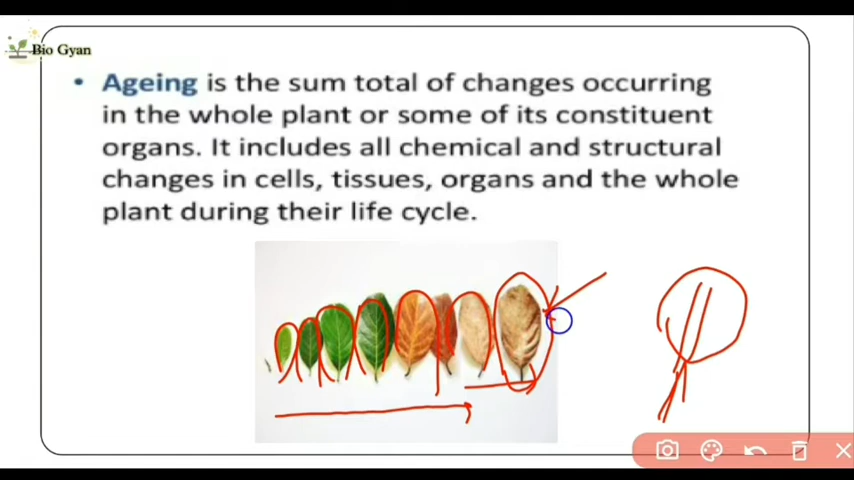 Bio Gyan
• Ageing is the sum total of changes occurring
in the whole plant or some of its constituent
organs. It includes all chemical and structural
changes in cells, tissues, organs and the whole
plant during their life cycle.